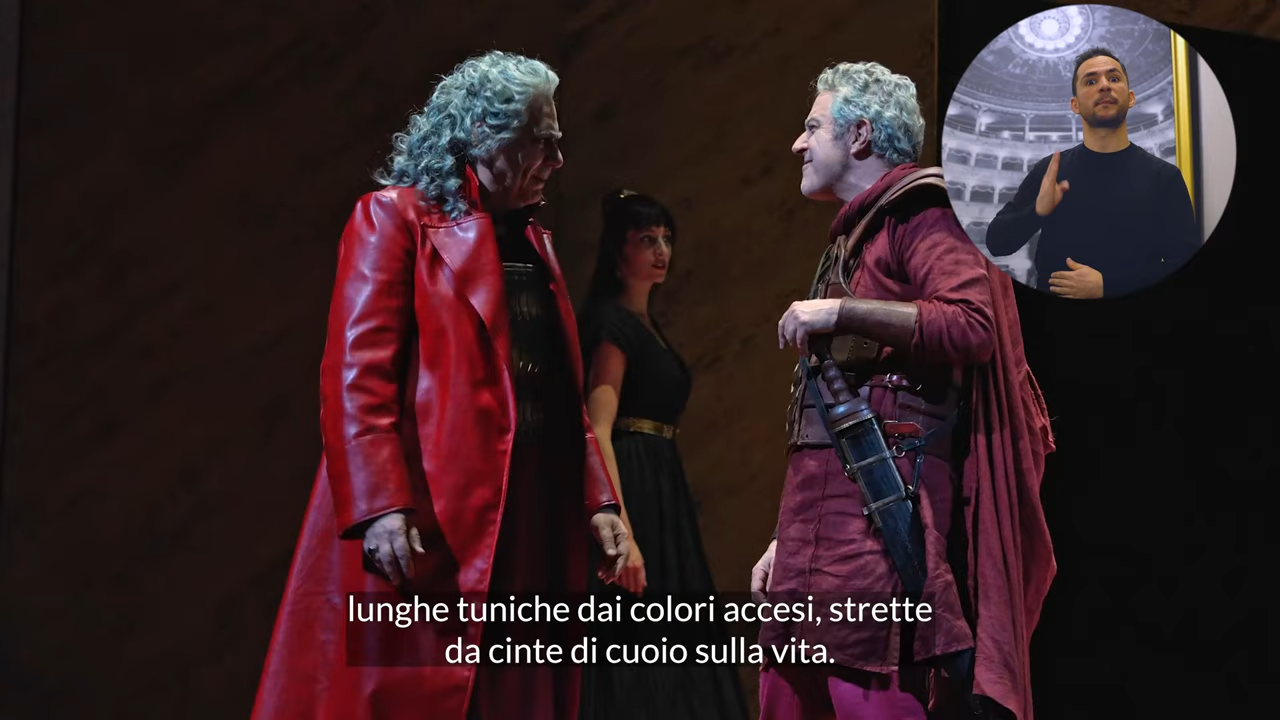 lunghe tuniche dai colori accesi, strette
da cinte di cuoio sulla vita.